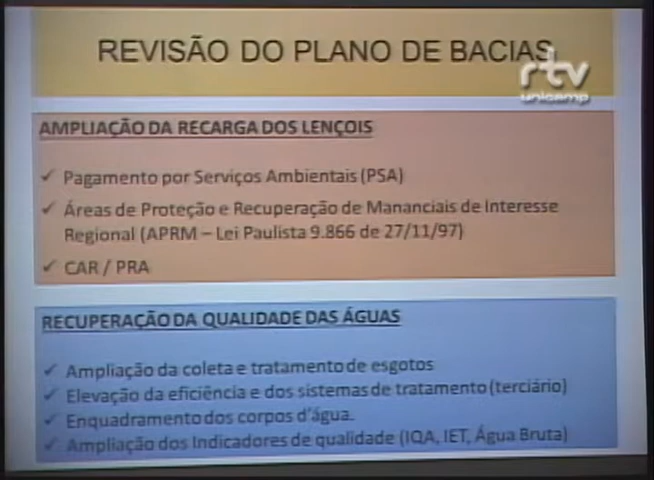 REVISÃO DO PLANO DE BACIAS
rtv
unicamp
AMPLIAÇÃO DA RECARGA DOS LENÇOIS
✓ Pagamento por Serviços Ambientais (PSA)
✓ Áreas de Proteção e Recuperação de Mananciais de Interesse
Regional (APRM – Lei Paulista 9.866 de 27/11/97)
✓ CAR / PRA
RECUPERAÇÃO DA QUALIDADE DAS ÁGUAS
✓ Ampliação da coleta e tratamento de esgotos
✓ Elevação da eficiência e dos sistemas de tratamento (terciário)
✓ Enquadramento dos corpos d'água.
✓ Ampliação dos Indicadores de qualidade (IQA, IET, Água Bruta)